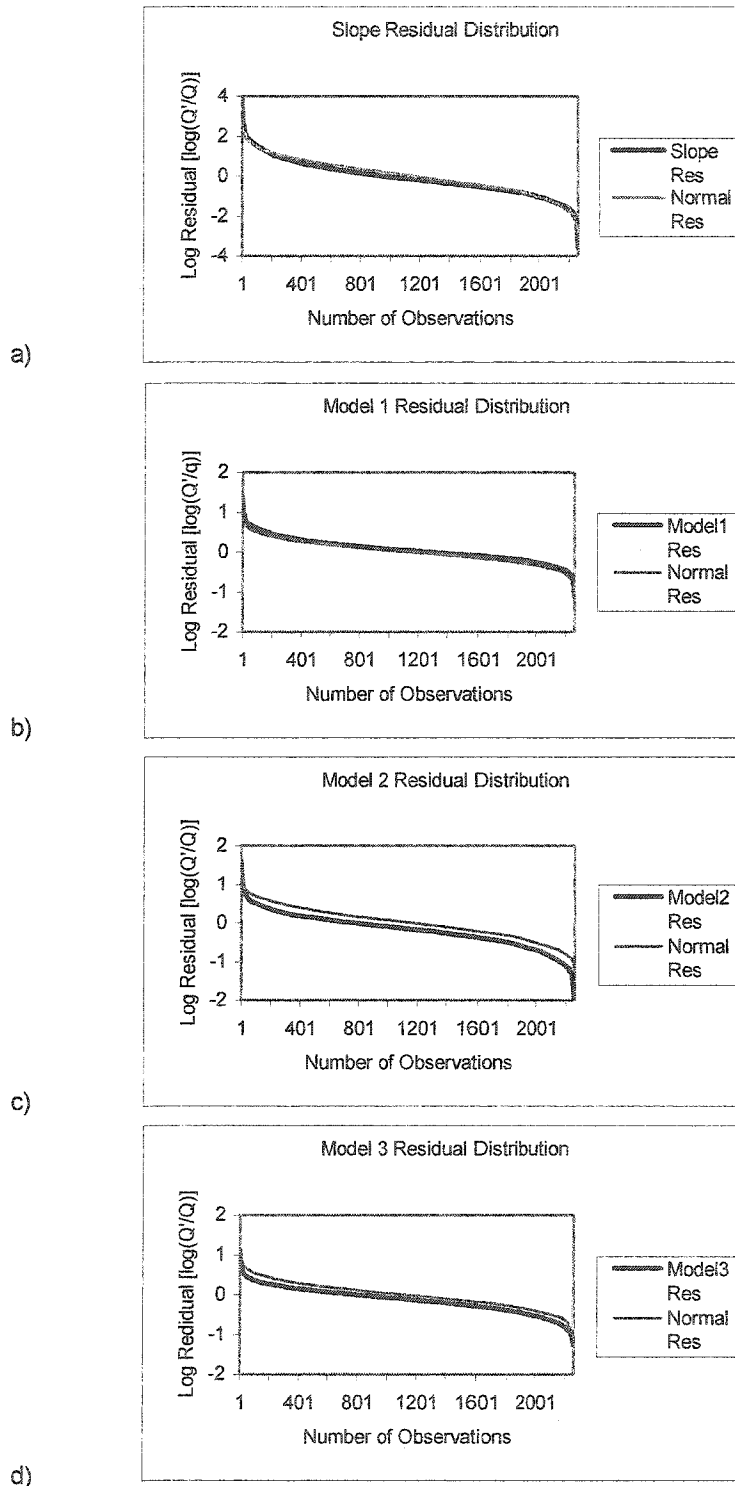 Slope Residual Distribution
Log Residual [log(Q'/Q)]
4
2
0
-2
-4
1 401 801 1201 1601 2001
Number of Observations
Slope
Res
Normal
Res
a)
Model 1 Residual Distribution
Log Residual [log(Q'/q)]
2
1
0
-1
-2
1 401 801 1201 1601 2001
Number of Observations
Model1
Res
Normal
Res
b)
Model 2 Residual Distribution
Log Residual [log(Q'/Q)]
2
1
0
-1
-2
1 401 801 1201 1601 2001
Number of Observations
Model2
Res
Normal
Res
c)
Model 3 Residual Distribution
Log Redidual [log(Q'/Q)]
2
1
0
-1
-2
1 401 801 1201 1601 2001
Number of Observations
Model3
Res
Normal
Res
d)